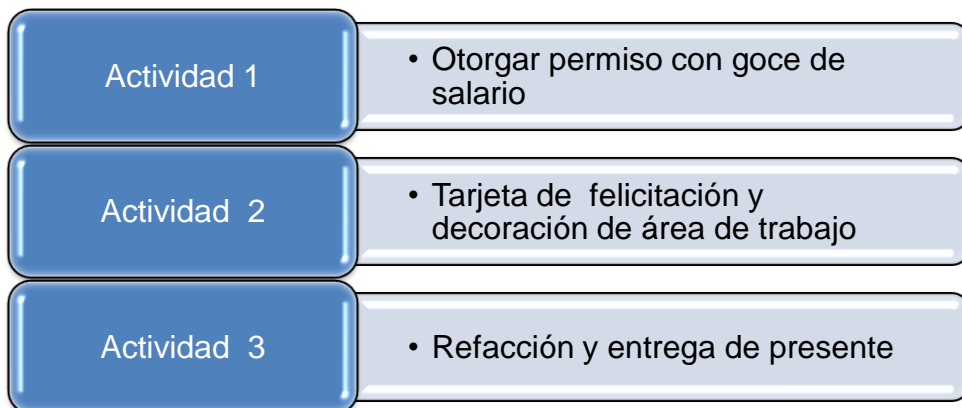 Actividad 1
• Otorgar permiso con goce de
salario
Actividad 2
• Tarjeta de felicitación y
decoración de área de trabajo
Actividad 3
• Refacción y entrega de presente